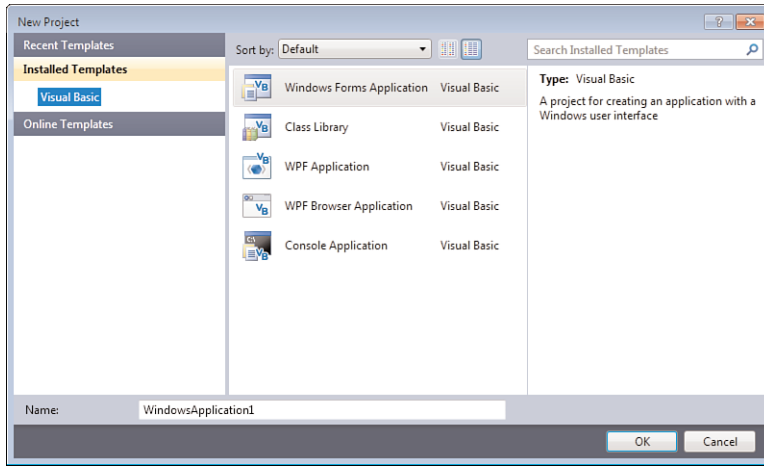 New Project
Recent Templates
Installed Templates
Visual Basic
Online Templates
Sort by: Default
Search Installed Templates
Windows Forms Application Visual Basic
Class Library Visual Basic
WPF Application Visual Basic
WPF Browser Application Visual Basic
Console Application Visual Basic
Type: Visual Basic
A project for creating an application with a
Windows user interface
Name: WindowsApplication1
OK Cancel